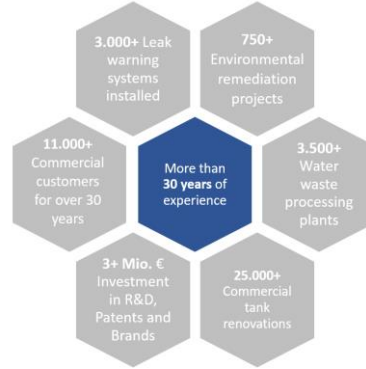 3.000+ Leak
warning
systems
installed
750+
Environmental
remediation
projects
11.000+
Commercial
customers
for over 30
years
More than
30 years of
experience
3.500+
Water
waste
processing
plants
3+ Mio. €
Investment
in R&D,
Patents and
Brands
25.000+
Commercial
tank
renovations